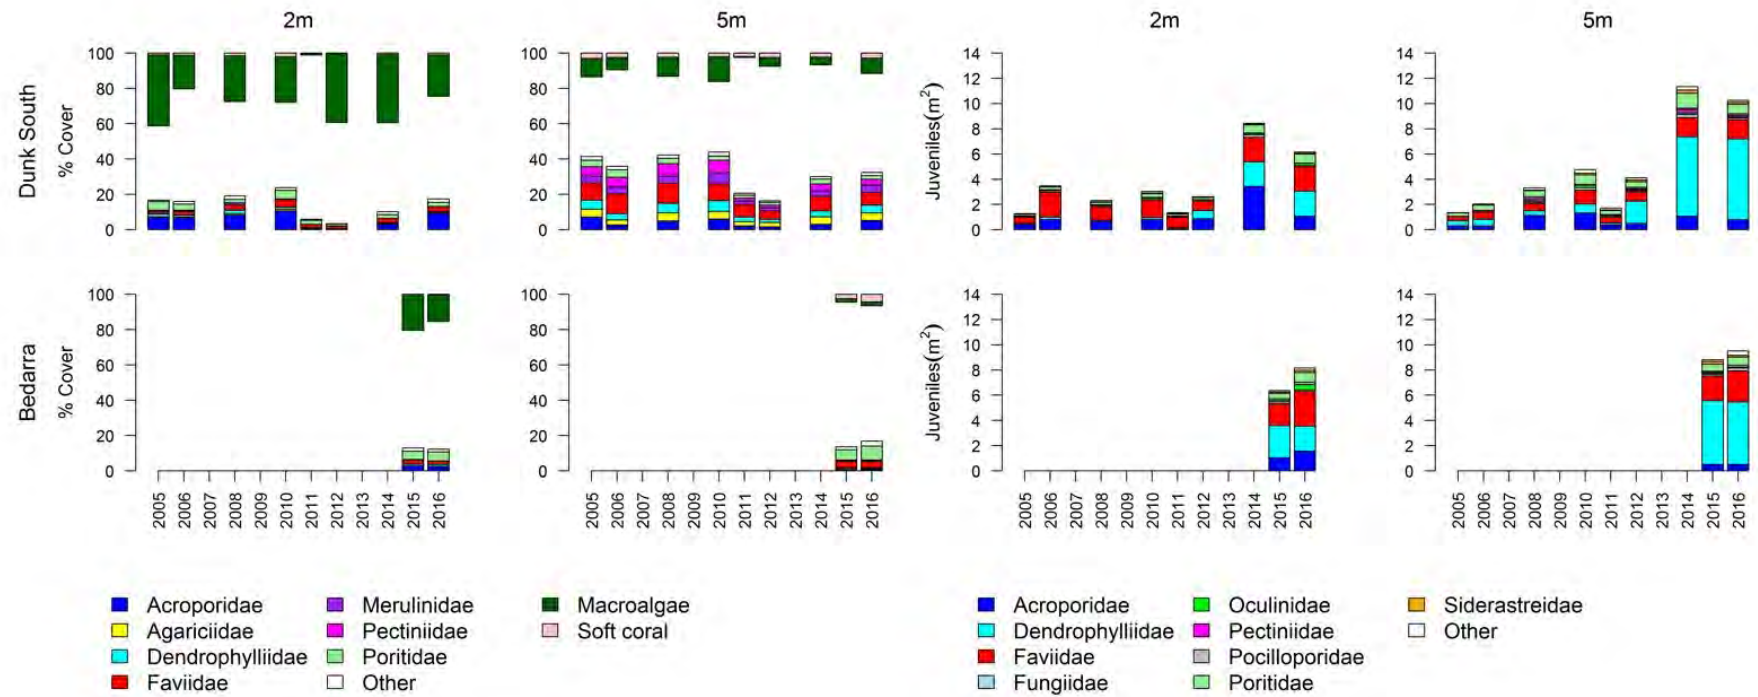 2m 5m 2m 5m
Dunk South
% Cover
100
80
60
40
20
0
100
80
60
40
20
0
Juveniles(m²)
14
12
10
8
6
4
2
0
14
12
10
8
6
4
2
0
Bedarra
% Cover
100
80
60
40
20
0
100
80
60
40
20
0
Juveniles(m²)
14
12
10
8
6
4
2
0
14
12
10
8
6
4
2
0
2005 2006 2007 2008 2009 2010 2011 2012 2013 2014 2015 2016
2005 2006 2007 2008 2009 2010 2011 2012 2013 2014 2015 2016
2005 2006 2007 2008 2009 2010 2011 2012 2013 2014 2015 2016
2005 2006 2007 2008 2009 2010 2011 2012 2013 2014 2015 2016
Acroporidae
Agariciidae
Dendrophylliidae
Faviidae
Merulinidae
Pectiniidae
Poritidae
Other
Macroalgae
Soft coral
Acroporidae
Dendrophylliidae
Faviidae
Fungiidae
Oculinidae
Pectiniidae
Pocilloporidae
Poritidae
Siderastreidae
Other